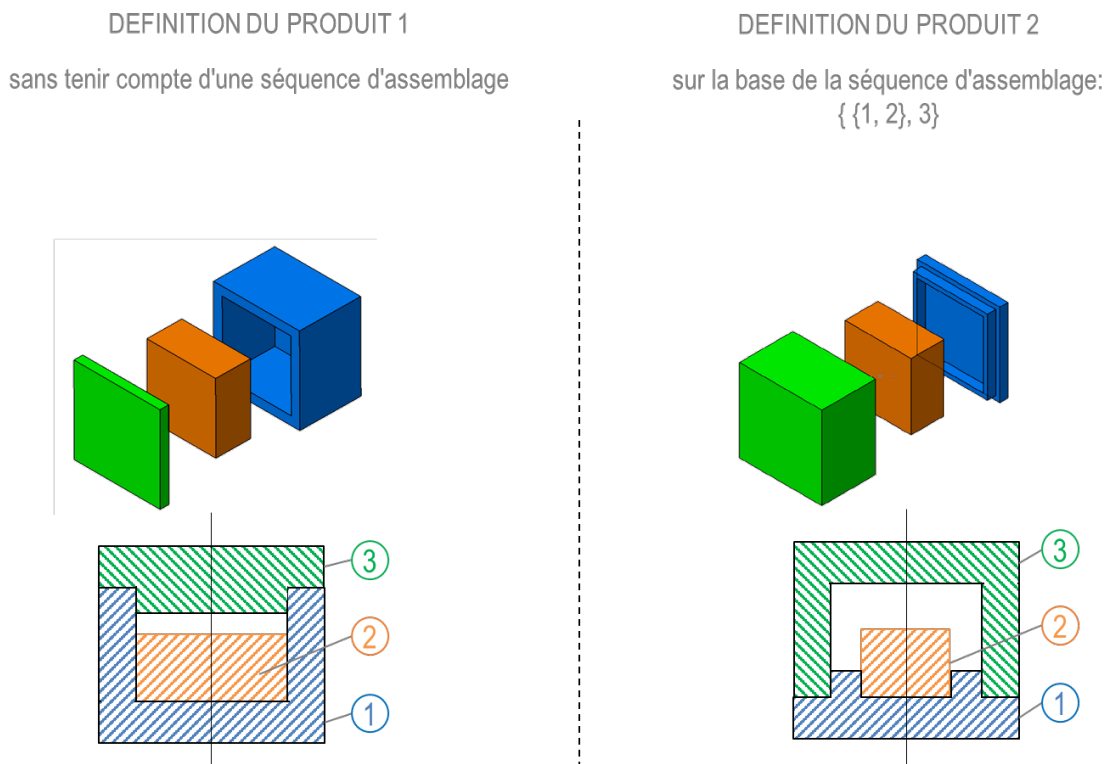 DEFINITION DU PRODUIT 1
sans tenir compte d'une séquence d'assemblage
3
2
1
DEFINITION DU PRODUIT 2
sur la base de la séquence d'assemblage:
{ {1, 2}, 3}
3
2
1